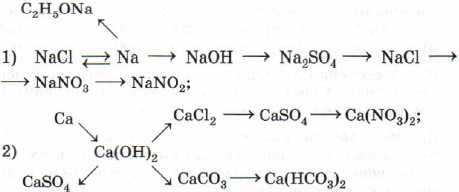 C₂H₅ONa
1) NaCl ⇄ Na → NaOH → Na₂SO₄ → NaCl →
→ NaNO₃ → NaNO₂;
Ca CaCl₂ → CaSO₄ → Ca(NO₃)₂;
2) Ca(OH)₂
CaSO₄ CaCO₃ → Ca(HCO₃)₂